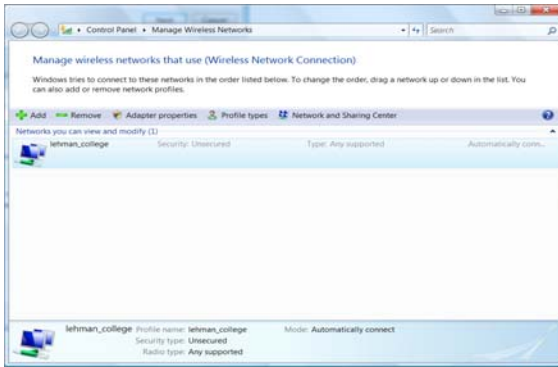 Control Panel ▸ Manage Wireless Networks
Search
Manage wireless networks that use (Wireless Network Connection)
Windows tries to connect to these networks in the order listed below. To change the order, drag a network up or down in the list. You
can also add or remove network profiles.
Add Remove Adapter properties Profile types Network and Sharing Center
Networks you can view and modify (1)
lehman_college Security: Unsecured Type: Any supported Automatically conn...
lehman_college Profile name: lehman_college Mode: Automatically connect
Security type: Unsecured
Radio type: Any supported